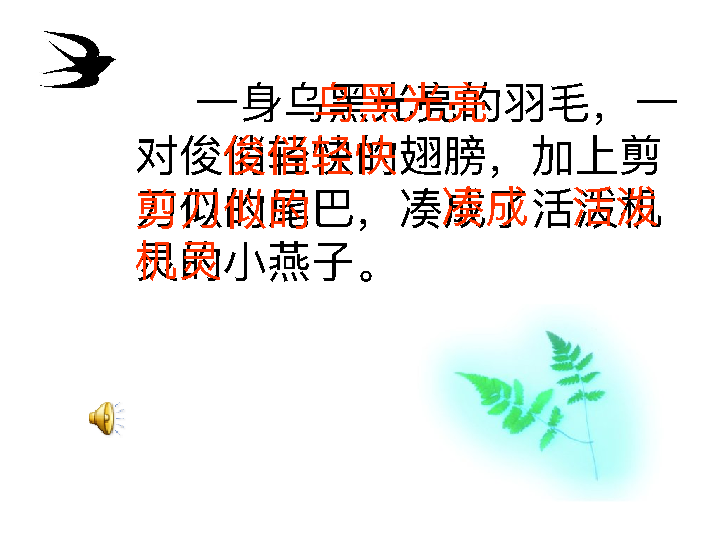 一身乌黑光亮的羽毛，一
对俊俏轻快的翅膀，加上剪
刀似的尾巴，凑成了活泼机
灵的小燕子。
乌黑光亮
俊俏轻快
剪刀似的 凑成 活泼
机灵